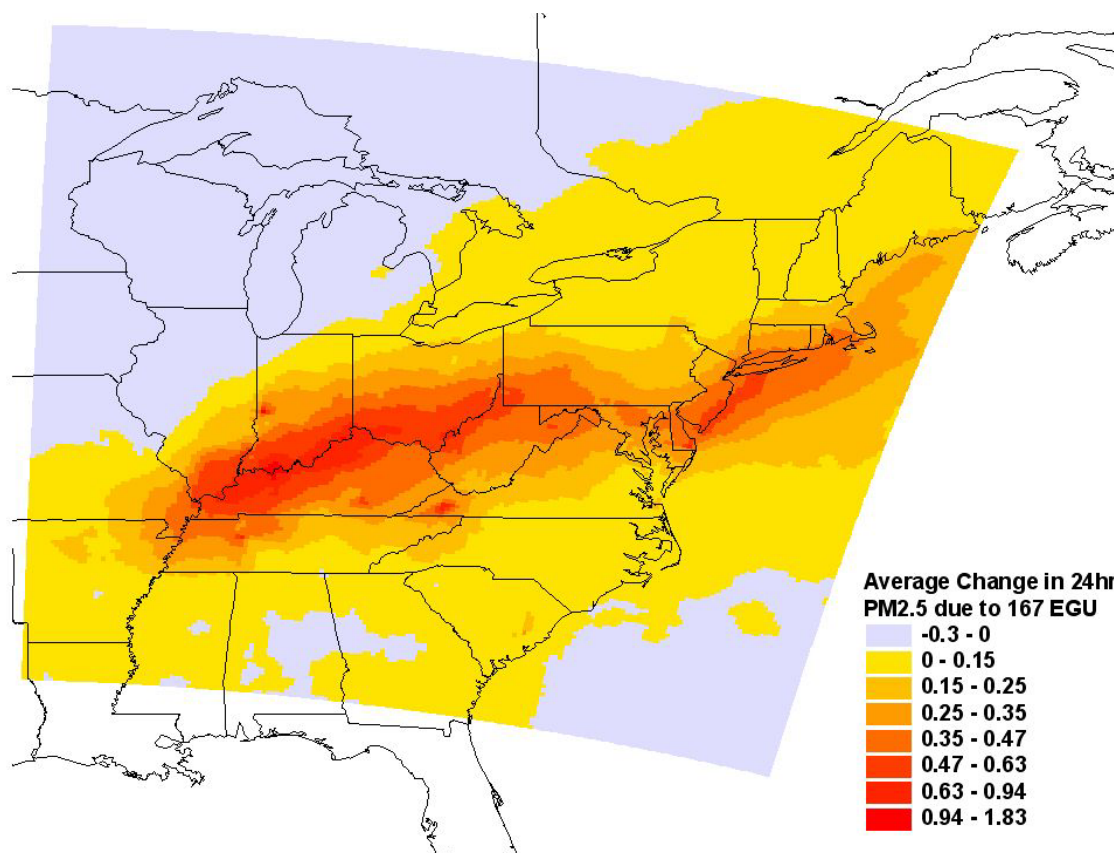 Average Change in 24hr
PM2.5 due to 167 EGU
-0.3 - 0
0 - 0.15
0.15 - 0.25
0.25 - 0.35
0.35 - 0.47
0.47 - 0.63
0.63 - 0.94
0.94 - 1.83